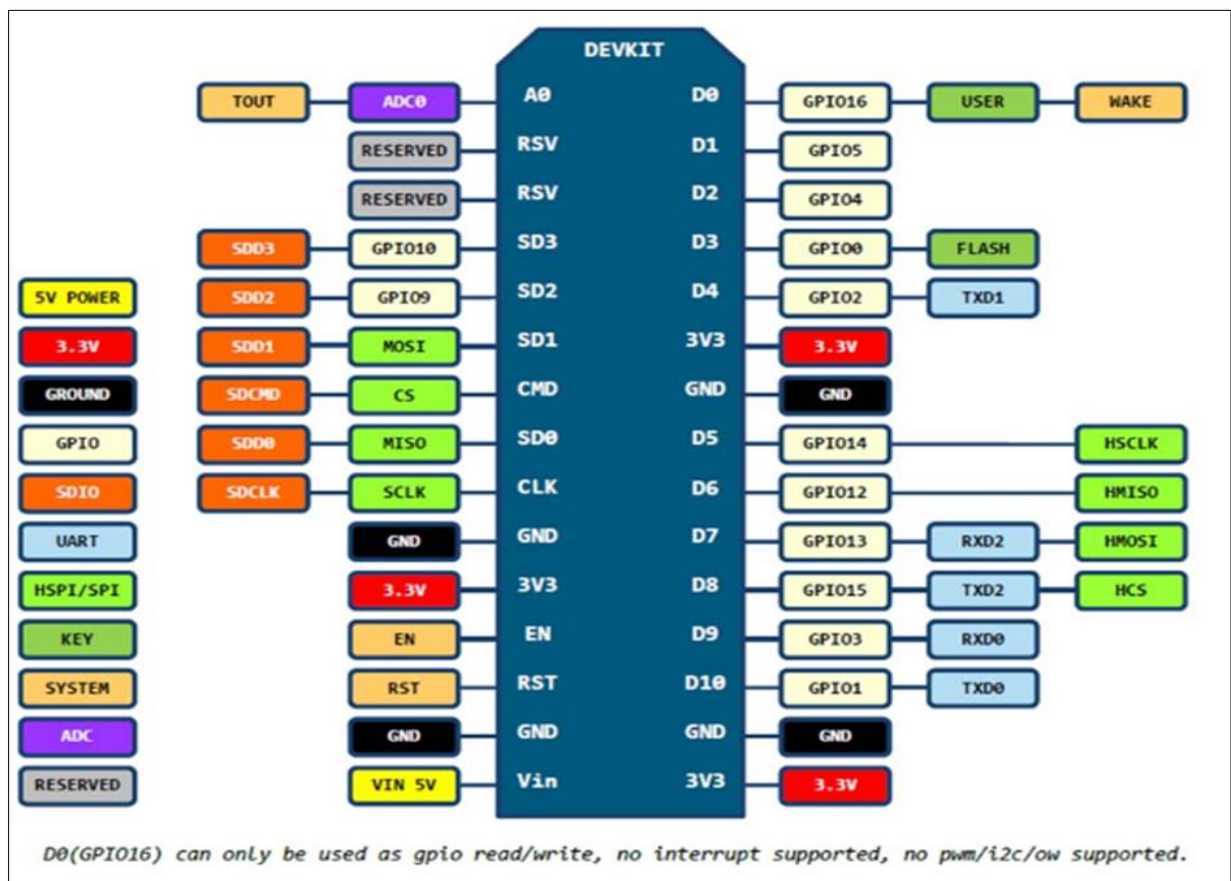 DEVKIT
TOUT ADC0 A0 D0 GPIO16 USER WAKE
RESERVED RSV D1 GPIO5
RESERVED RSV D2 GPIO4
SDD3 GPIO10 SD3 D3 GPIO0 FLASH
5V POWER SDD2 GPIO9 SD2 D4 GPIO2 TXD1
3.3V SDD1 MOSI SD1 3V3 3.3V
GROUND SDCMD CS CMD GND GND
GPIO SDD0 MISO SD0 D5 GPIO14 HSCLK
SDIO SDCLK SCLK CLK D6 GPIO12 HMISO
UART GND GND D7 GPIO13 RXD2 HMOSI
HSPI/SPI 3.3V 3V3 D8 GPIO15 TXD2 HCS
KEY EN EN D9 GPIO3 RXD0
SYSTEM RST RST D10 GPIO1 TXD0
ADC GND GND GND GND
RESERVED VIN 5V Vin 3V3 3.3V
D0(GPIO16) can only be used as gpio read/write, no interrupt supported, no pwm/i2c/ow supported.